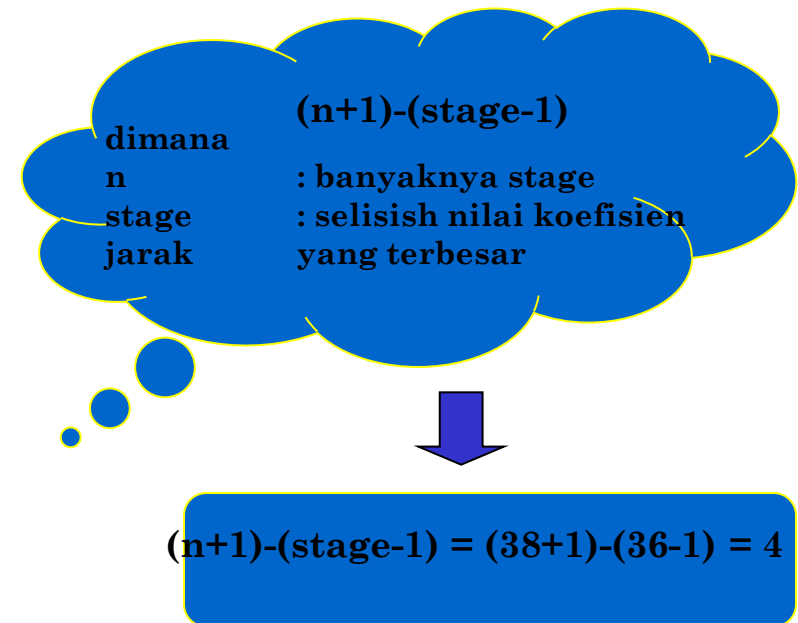 (n+1)-(stage-1)
dimana
n : banyaknya stage
stage : selisish nilai koefisien
jarak yang terbesar
(n+1)-(stage-1) = (38+1)-(36-1) = 4